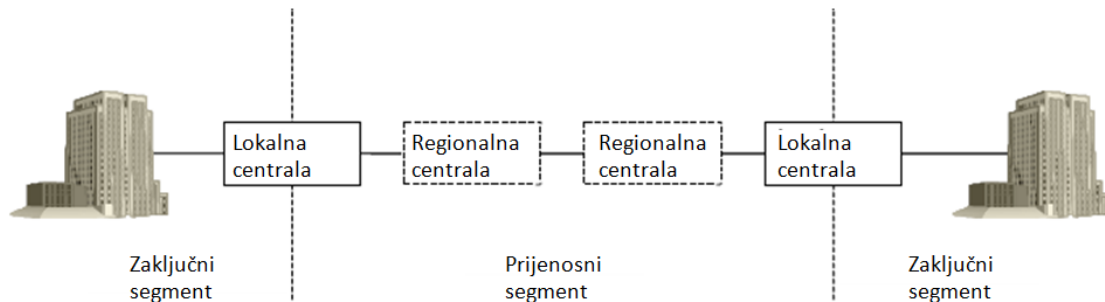 Lokalna
centrala
Regionalna
centrala
Regionalna
centrala
Lokalna
centrala
Zaključni
segment
Prijenosni
segment
Zaključni
segment